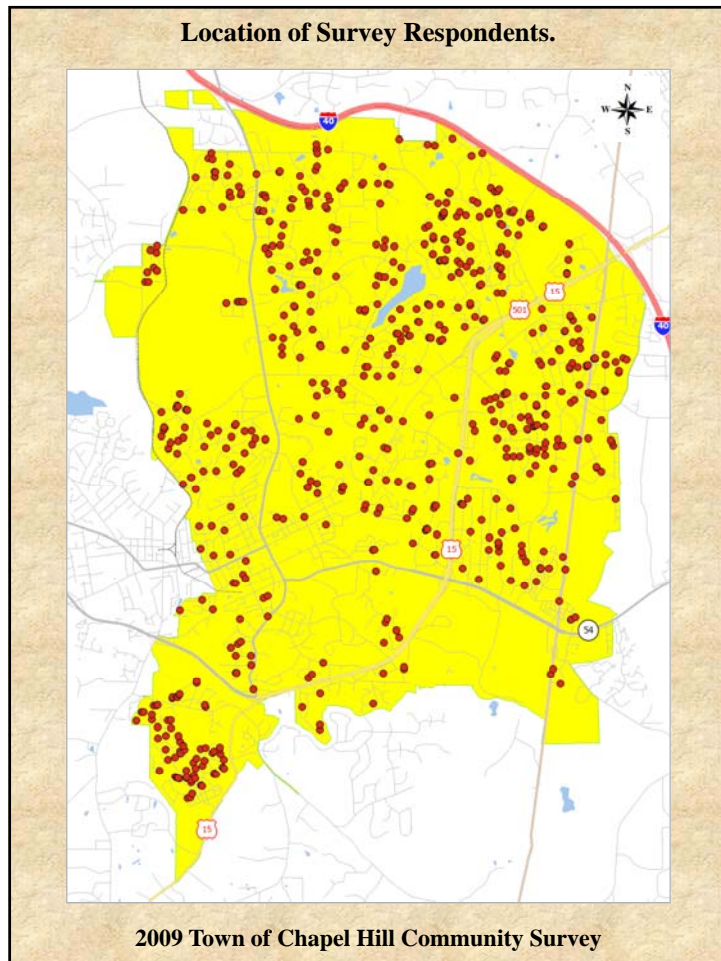 Location of Survey Respondents.
N
W E
S
40
15
501
40
15
54
15
2009 Town of Chapel Hill Community Survey